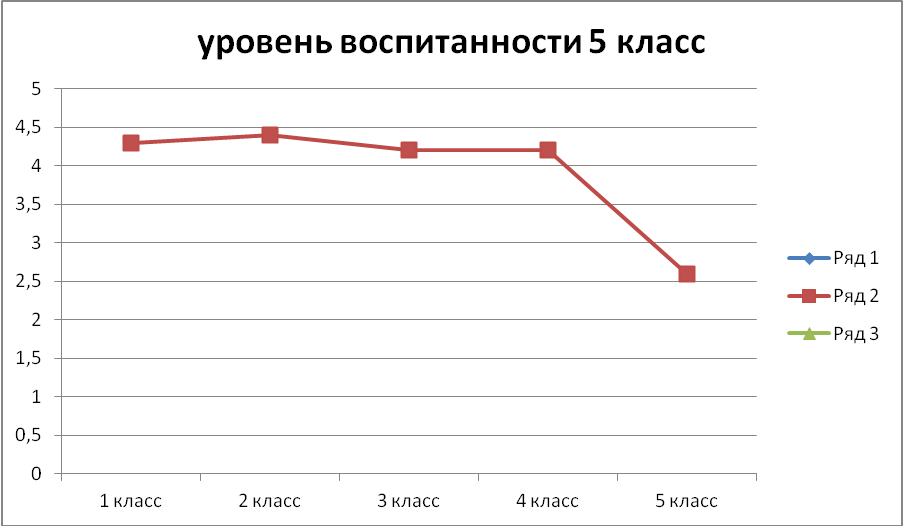 уровень воспитанности 5 класс
5
4,5
4
3,5
3
2,5
2
1,5
1
0,5
0
1 класс 2 класс 3 класс 4 класс 5 класс
Ряд 1
Ряд 2
Ряд 3